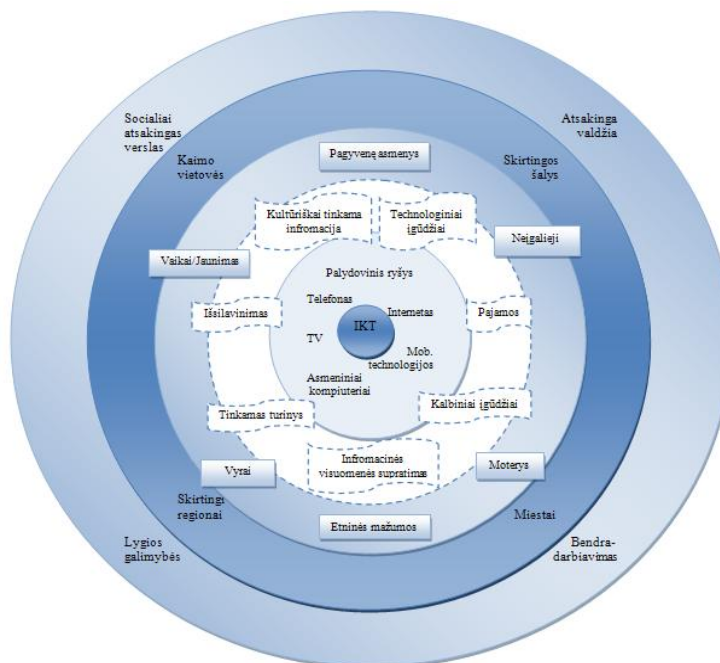 Socialiai
atsakingas
verslas
Atsakinga
valdžia
Kaimo
vietovės
Skirtingos
šalys
Pagyvenę asmenys
Kultūriškai tinkama
infromacija
Technologiniai
įgūdžiai
Vaikai/Jaunimas
Neįgalieji
Palydovinis ryšys
Telefonas
Internetas
IKT
TV
Mob.
technologijos
Asmeniniai
kompiuteriai
Išsilavinimas
Pajamos
Tinkamas turinys
Kalbiniai įgūdžiai
Infromacinės
visuomenės supratimas
Vyrai
Moterys
Skirtingi
regionai
Etninės mažumos
Miestai
Lygios
galimybės
Bendra-
darbiavimas